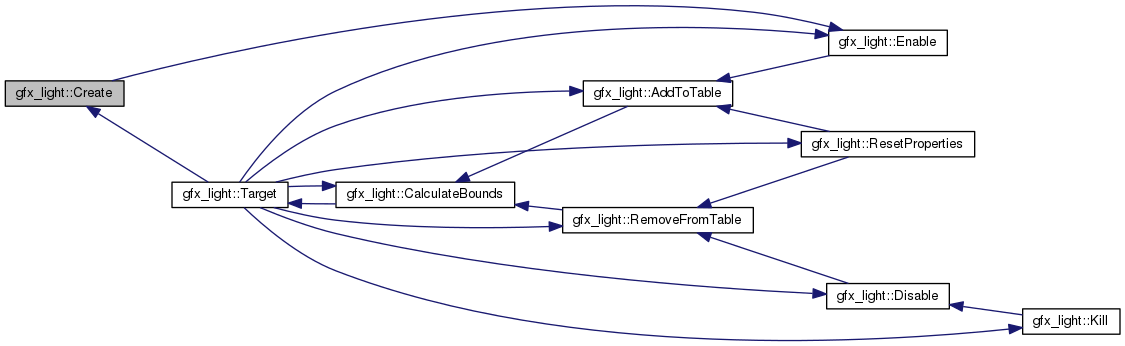 gfx_light::Enable
gfx_light::Create
gfx_light::AddToTable
gfx_light::ResetProperties
gfx_light::Target
gfx_light::CalculateBounds
gfx_light::RemoveFromTable
gfx_light::Disable
gfx_light::Kill